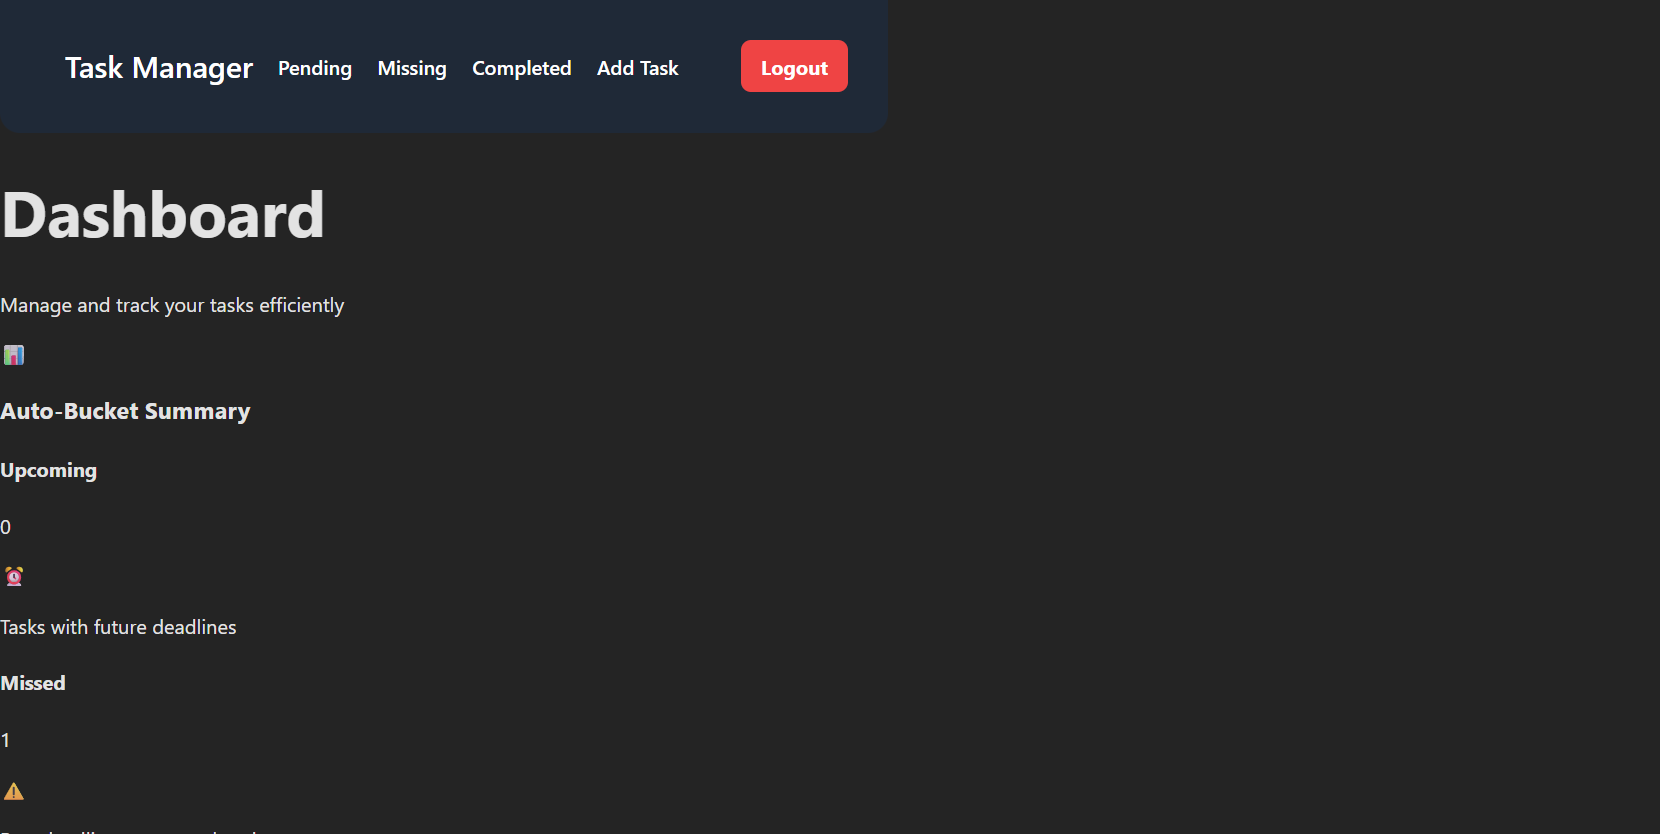 Task Manager Pending Missing Completed Add Task Logout
Dashboard
Manage and track your tasks efficiently
Auto-Bucket Summary
Upcoming
0
Tasks with future deadlines
Missed
1